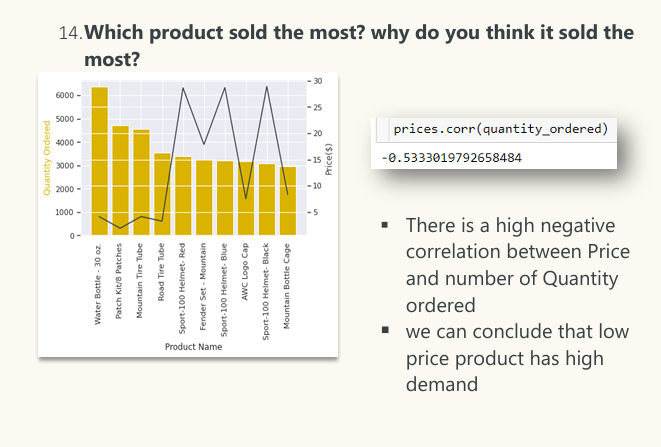 14.Which product sold the most? why do you think it sold the
most?
Quantity Ordered
6000
5000
4000
3000
2000
1000
0
30
25
20
15
10
5
Price($)
Water Bottle - 30 oz.
Patch Kit/8 Patches
Mountain Tire Tube
Road Tire Tube
Sport-100 Helmet- Red
Fender Set - Mountain
Sport-100 Helmet- Blue
AWC Logo Cap
Sport-100 Helmet- Black
Mountain Bottle Cage
Product Name
prices.corr(quantity_ordered)
-0.5333019792658484
▪ There is a high negative
correlation between Price
and number of Quantity
ordered
▪ we can conclude that low
price product has high
demand